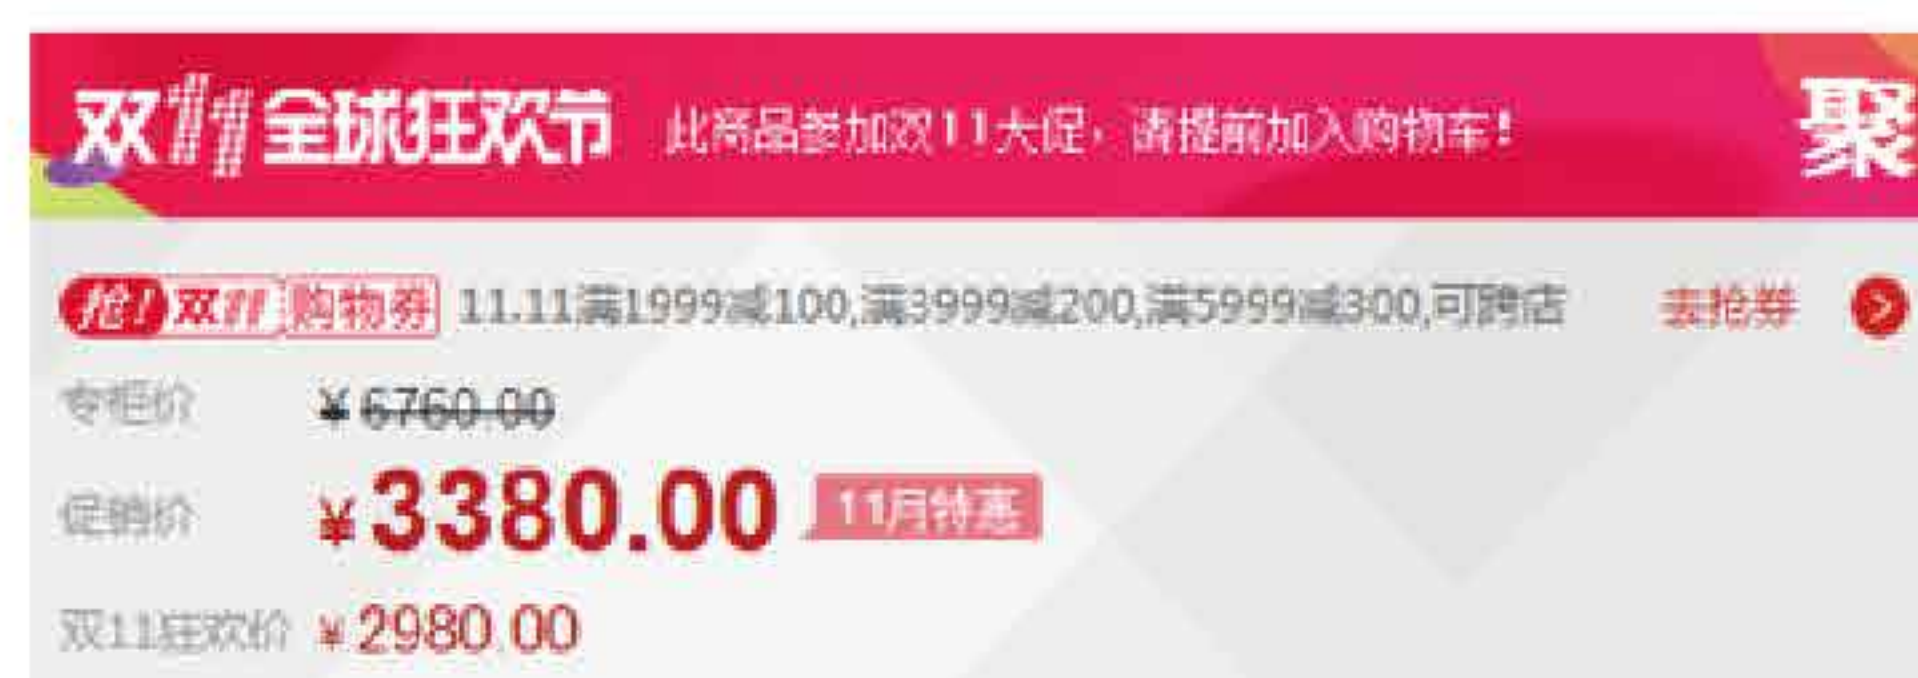 双11全球狂欢节 此商品参加双11大促，请提前加入购物车！ 聚
抢！双11购物券 11.11满1999减100,满3999减200,满5999减300,可跨店 去抢券 >
专柜价 ¥6760.00
促销价 ¥3380.00 11月特惠
双11狂欢价 ¥2980.00